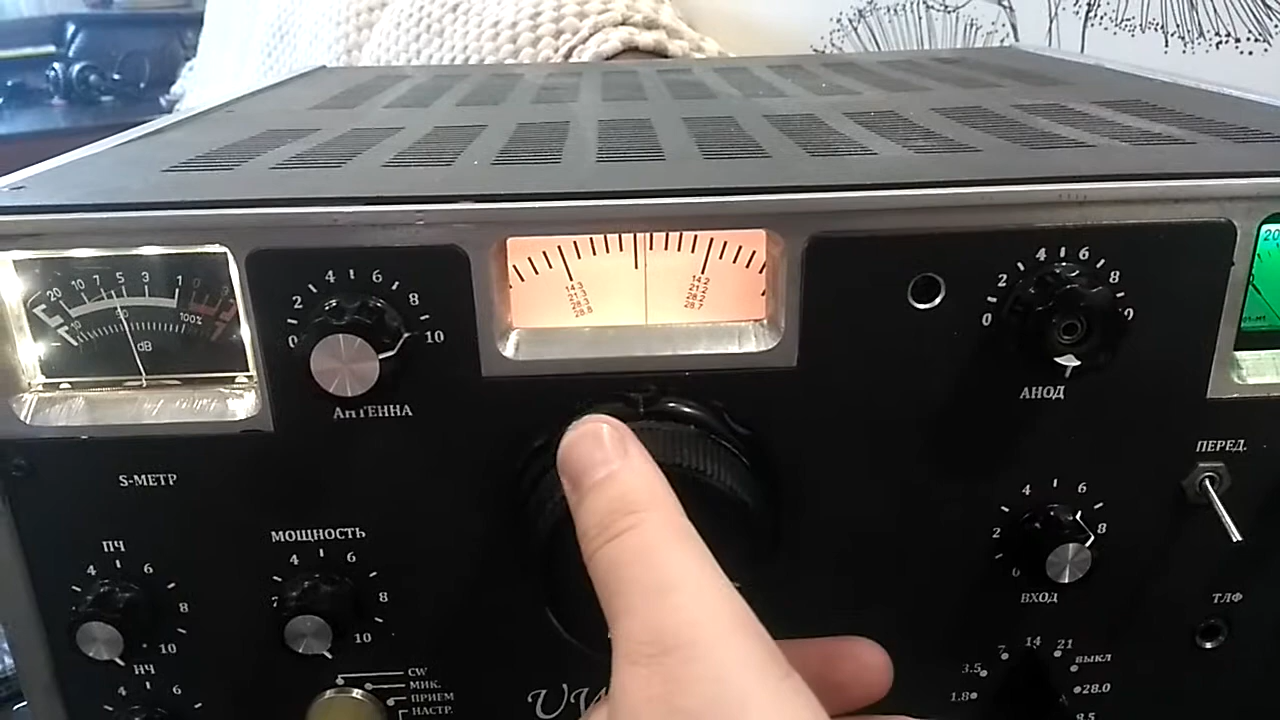 20 10 7 5 3 1
50
100%
dB
0 2 4 6 8 10
АНТЕННА
14.3
21.3
28.3
28.8
14.2
21.2
28.2
28.7
0 2 4 6 8
АНОД
20
S-МЕТР
ПЕРЕД.
ПЧ
4 6 8 10
МОЩНОСТЬ
4 6 8 10
2 4 6 8
ВХОД
ТЛФ
НЧ
4 6
CW
МИК.
ПРИЕМ
НАСТР.
1.8 3.5 7 14 21
ВЫКЛ
28.0